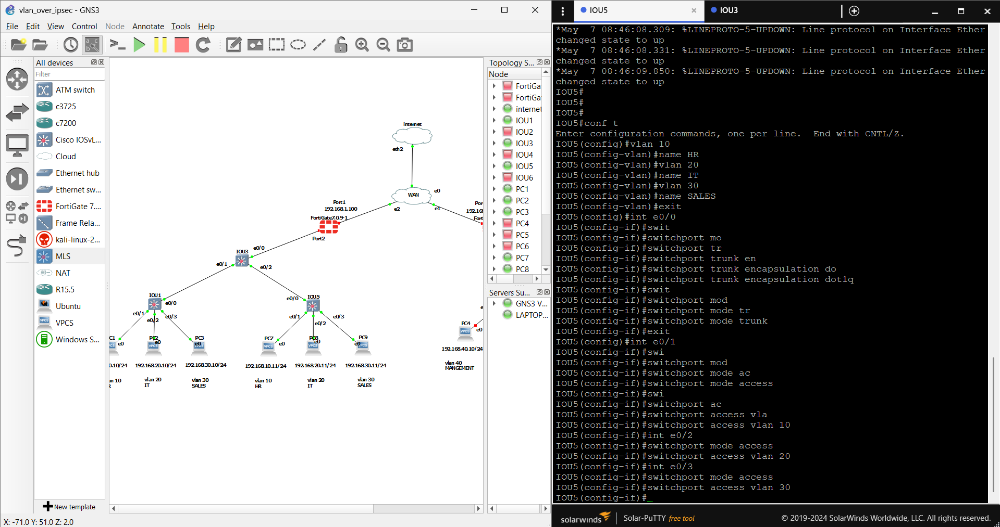 vlan_over_ipsec - GNS3
File Edit View Control Node Annotate Tools Help
All devices
Filter
ATM switch
c3725
c7200
Cisco IOSvL...
Cloud
Ethernet hub
Ethernet sw...
FortiGate 7....
Frame Rela...
kali-linux-2...
MLS
NAT
R15.5
Ubuntu
VPCS
Windows S...
New template
X: -71.0 Y: 51.0 Z: 2.0
internet
eth2
WAN
e0
e2
e1
Port1
192.168.1.100
FortiGate7.0.9-1
Port2
Por
192.16
Fort
IOU3
e0/0
e0/1
e0/2
IOU1
e0/0
e0/1
e0/2
e0/3
IOU5
e0/0
e0/1
e0/2
e0/3
C1
e0
PC2
e0
PC3
e0
PC7
e0
PC8
e0
PC9
e0
PC4
e0
e
0.10/24
192.168.20.10/24
192.168.30.10/24
192.168.10.11/24
192.168.20.11/24
192.168.30.11/24
192.168.40.10/24
an 10
R
vlan 20
IT
vlan 30
SALES
vlan 10
HR
vlan 20
IT
vlan 30
SALES
vlan 40
MANGEMENT
Topology S...
Node
FortiGa
FortiGa
internet
IOU1
IOU2
IOU3
IOU4
IOU5
IOU6
PC1
PC2
PC3
PC4
PC5
PC6
PC7
PC8
Servers Su...
GNS3 V...
LAPTOP...
IOU5
IOU3
*May  7 08:46:08.309: %LINEPROTO-5-UPDOWN: Line protocol on Interface Ether
changed state to up
*May  7 08:46:08.331: %LINEPROTO-5-UPDOWN: Line protocol on Interface Ether
changed state to up
*May  7 08:46:09.850: %LINEPROTO-5-UPDOWN: Line protocol on Interface Ether
changed state to up
IOU5#
IOU5#
IOU5#
IOU5#conf t
Enter configuration commands, one per line.  End with CNTL/Z.
IOU5(config)#vlan 10
IOU5(config-vlan)#name HR
IOU5(config-vlan)#vlan 20
IOU5(config-vlan)#name IT
IOU5(config-vlan)#vlan 30
IOU5(config-vlan)#name SALES
IOU5(config-vlan)#exit
IOU5(config)#int e0/0
IOU5(config-if)#swit
IOU5(config-if)#switchport mo
IOU5(config-if)#switchport tr
IOU5(config-if)#switchport trunk en
IOU5(config-if)#switchport trunk encapsulation do
IOU5(config-if)#switchport trunk encapsulation dot1q
IOU5(config-if)#swit
IOU5(config-if)#switchport mod
IOU5(config-if)#switchport mode tr
IOU5(config-if)#switchport mode trunk
IOU5(config-if)#exit
IOU5(config)#int e0/1
IOU5(config-if)#swi
IOU5(config-if)#switchport mod
IOU5(config-if)#switchport mode ac
IOU5(config-if)#switchport mode access
IOU5(config-if)#swi
IOU5(config-if)#switchport ac
IOU5(config-if)#switchport access vla
IOU5(config-if)#switchport access vlan 10
IOU5(config-if)#int e0/2
IOU5(config-if)#switchport mode access
IOU5(config-if)#switchport access vlan 20
IOU5(config-if)#int e0/3
IOU5(config-if)#switchport mode access
IOU5(config-if)#switchport access vlan 30
IOU5(config-if)#
solarwinds
Solar-PuTTY free tool
© 2019-2024 SolarWinds Worldwide, LLC. All rights reserved.